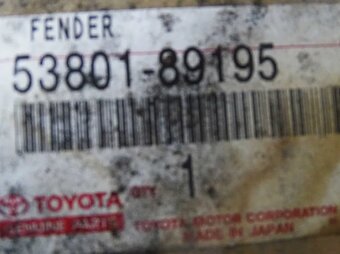 FENDER
53801-89195
QTY 1
TOYOTA
GENUINE PARTS
TOYOTA MOTOR CORPORATION
MADE IN JAPAN